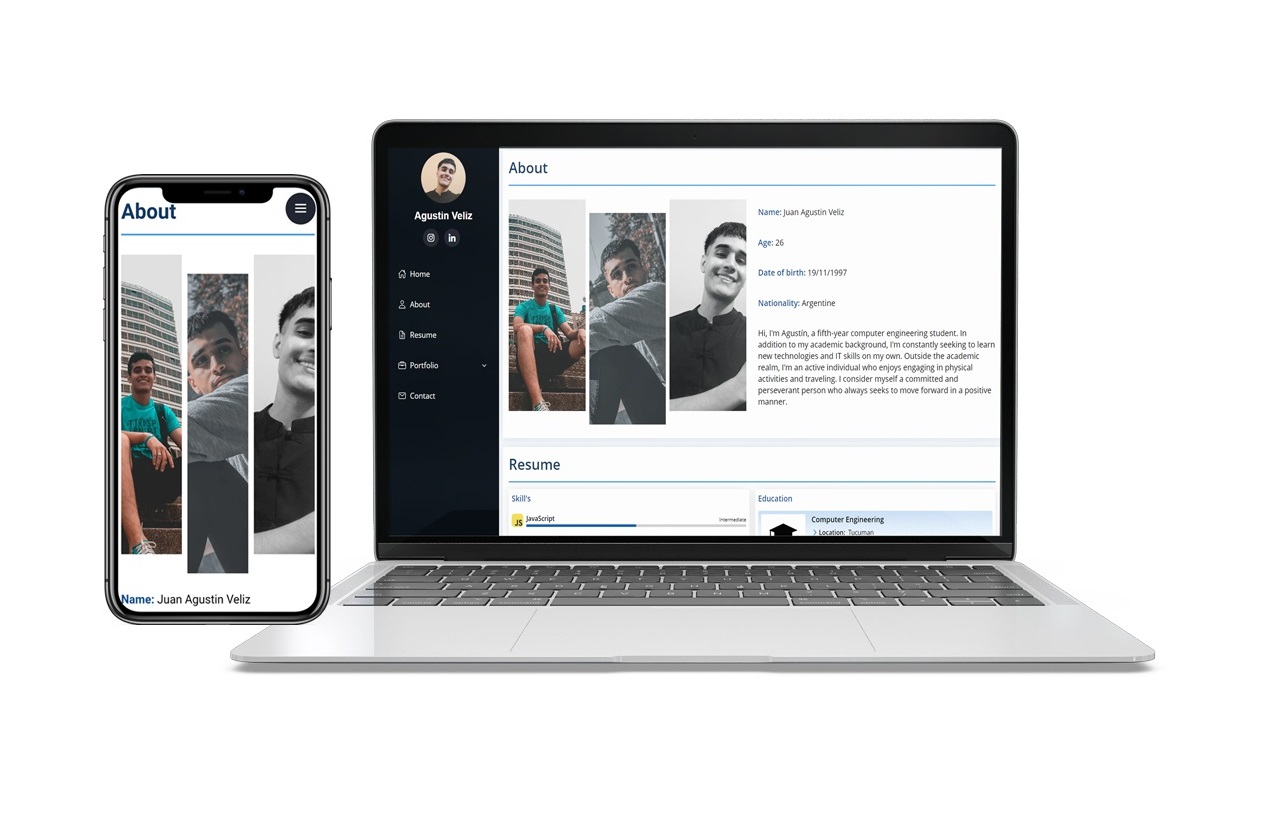 About
Name: Juan Agustin Veliz
Agustin Veliz
Home
About
Resume
Portfolio
Contact
About
Name: Juan Agustin Veliz
Age: 26
Date of birth: 19/11/1997
Nationality: Argentine
Hi, I'm Agustín, a fifth-year computer engineering student. In
addition to my academic background, I'm constantly seeking to learn
new technologies and IT skills on my own. Outside the academic
realm, I'm an active individual who enjoys engaging in physical
activities and traveling. I consider myself a committed and
perseverant person who always seeks to move forward in a positive
manner.
Resume
Skill's
JS
JavaScript
Intermediate
Education
Computer Engineering
Location: Tucuman